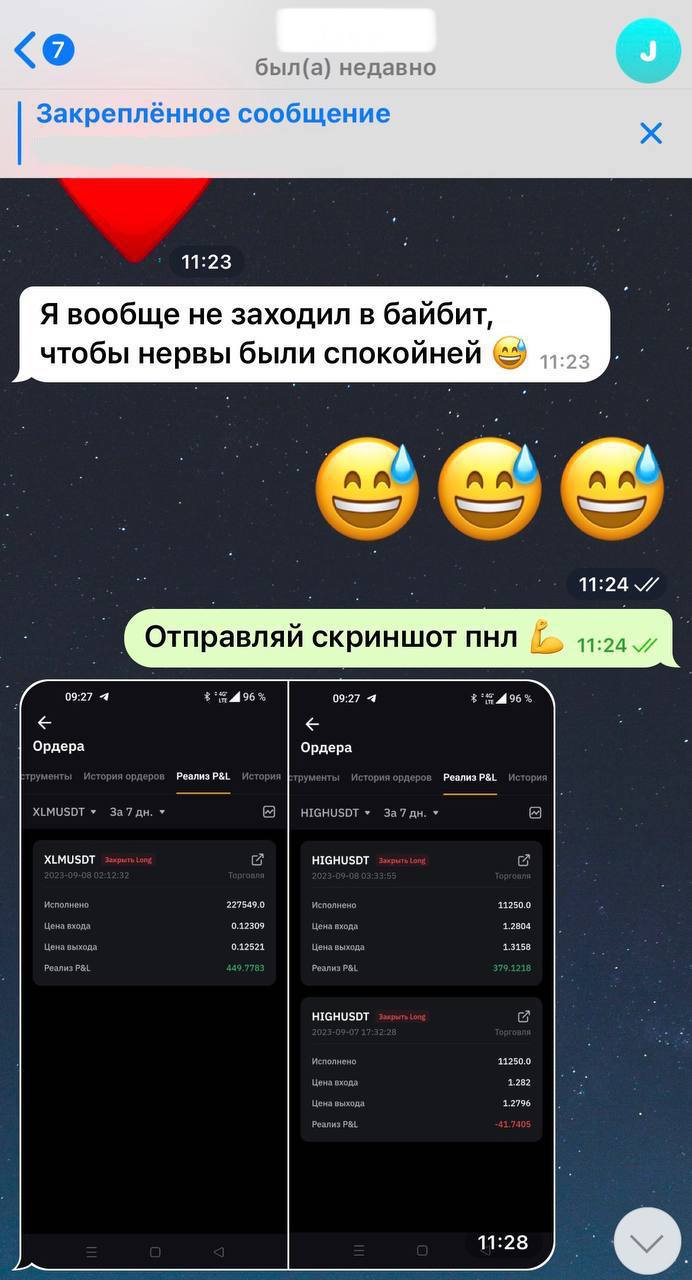 7
был(а) недавно
J
Закреплённое сообщение
11:23
Я вообще не заходил в байбит,
чтобы нервы были спокойней 😅 11:23
😅😅😅
11:24
Отправляй скриншот пнл 💪 11:24
09:27 4G LTE 96 %
Ордера
струменты История ордеров Реализ P&L История
XLMUSDT За 7 дн.
XLMUSDT Закрыть Long
2023-09-08 02:12:32 Торговля
Исполнено 227549.0
Цена входа 0.12309
Цена выхода 0.12521
Реализ P&L 449.7783
09:27 4G LTE 96 %
Ордера
струменты История ордеров Реализ P&L История
HIGHUSDT За 7 дн.
HIGHUSDT Закрыть Long
2023-09-08 03:33:55 Торговля
Исполнено 11250.0
Цена входа 1.2804
Цена выхода 1.3158
Реализ P&L 379.1218
HIGHUSDT Закрыть Long
2023-09-07 17:32:28 Торговля
Исполнено 11250.0
Цена входа 1.282
Цена выхода 1.2796
Реализ P&L -41.7405
11:28